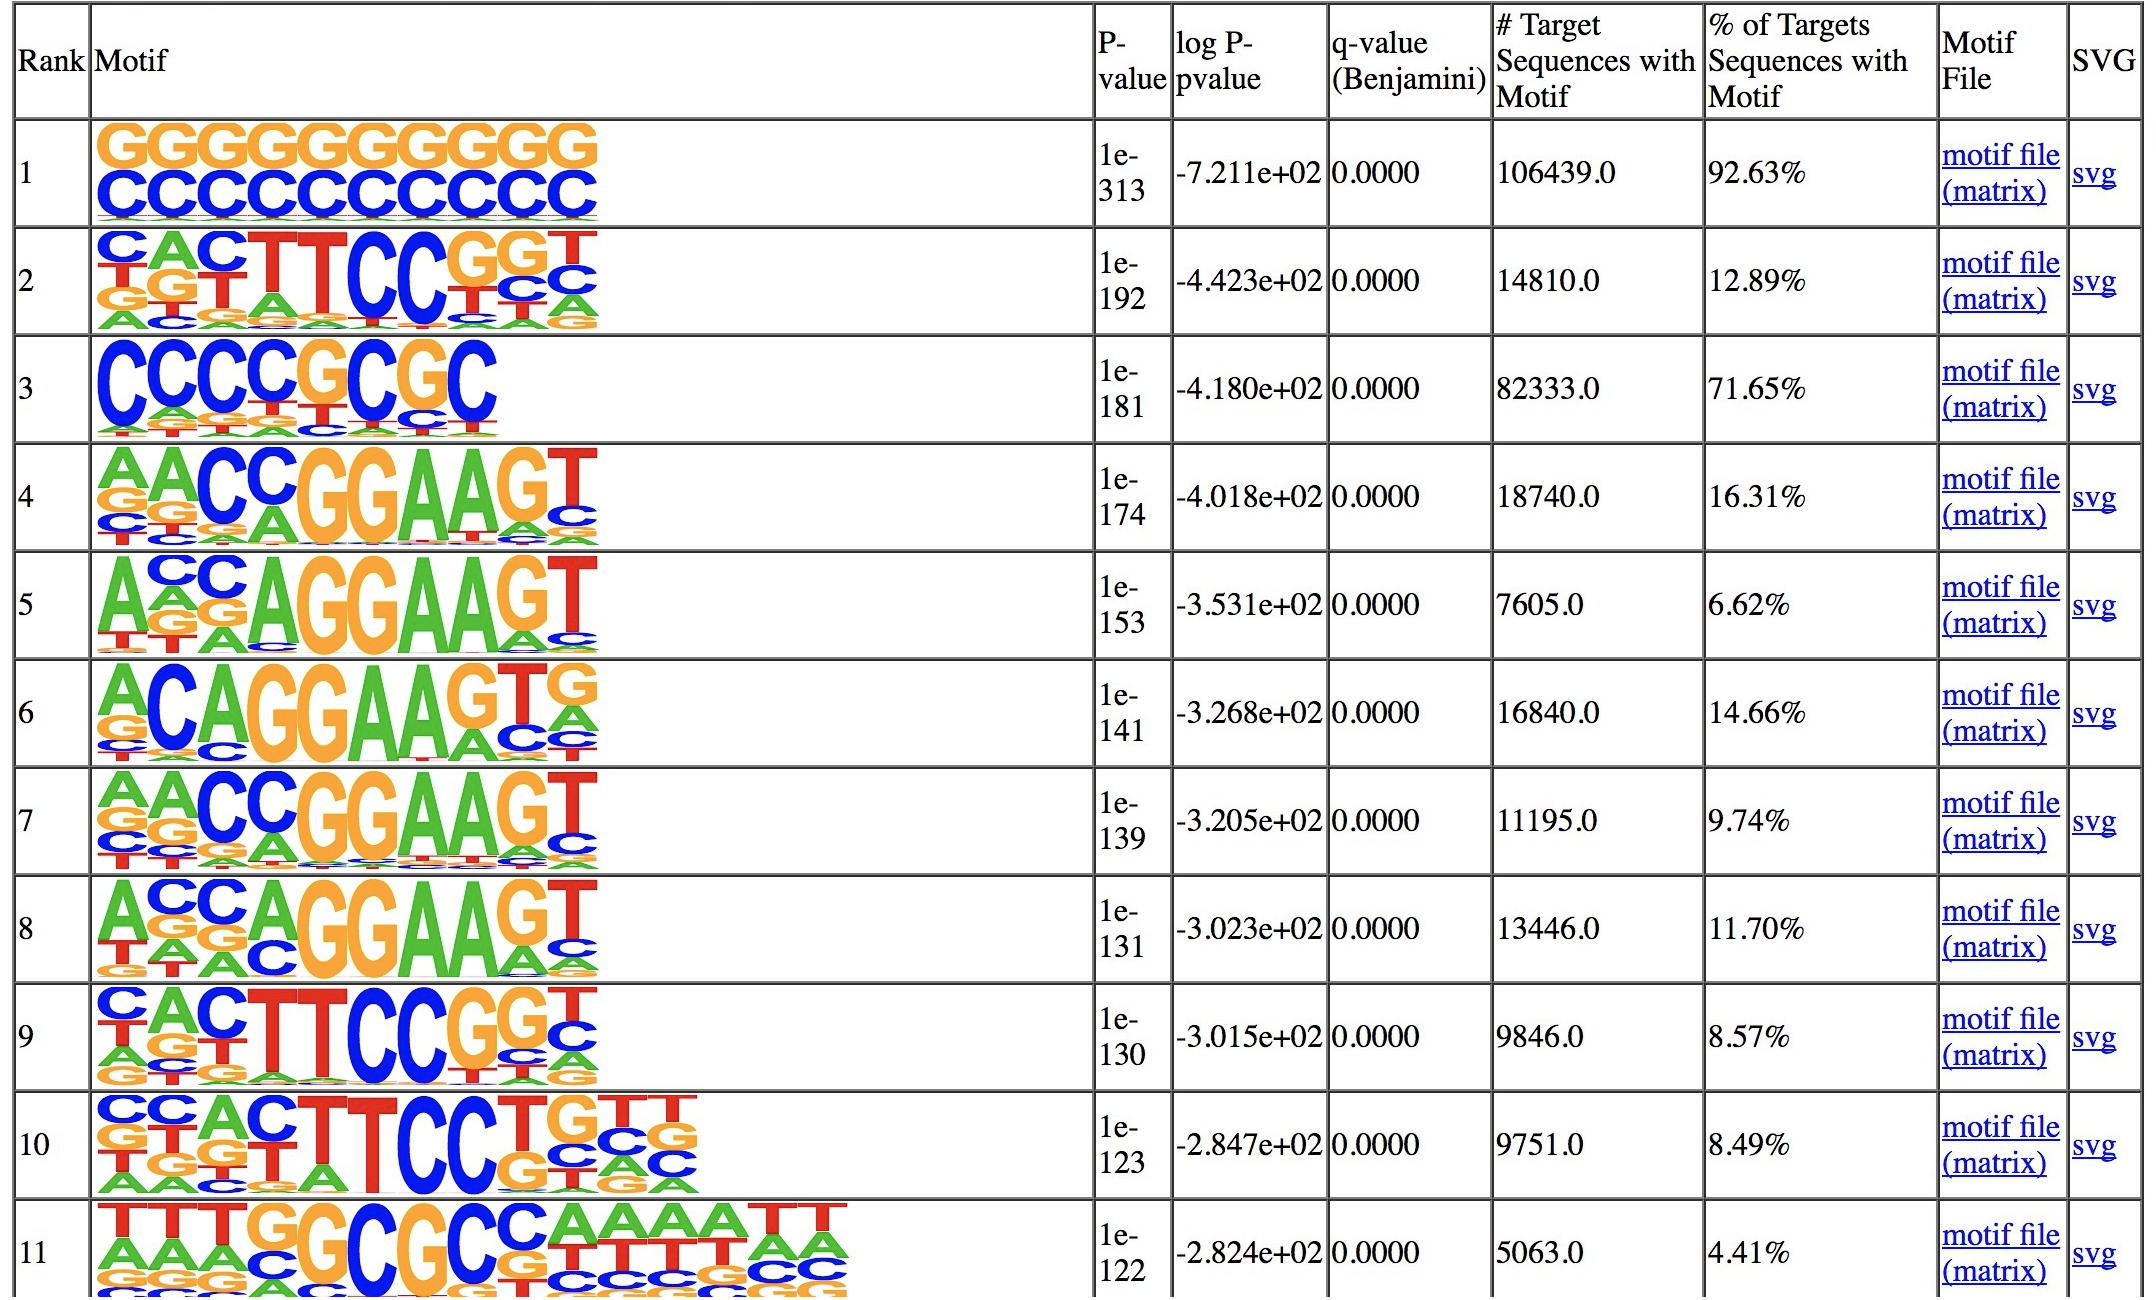 Rank Motif P-value log P-pvalue q-value (Benjamini) # Target Sequences with Motif % of Targets Sequences with Motif Motif File SVG
1 GGGGGGGGGG CCCCCCCCCC 1e-313 -7.211e+02 0.0000 106439.0 92.63% motif file (matrix) svg
2 CACTTCCGGT 1e-192 -4.423e+02 0.0000 14810.0 12.89% motif file (matrix) svg
3 CCCCGCGC 1e-181 -4.180e+02 0.0000 82333.0 71.65% motif file (matrix) svg
4 AACCGGAAGT 1e-174 -4.018e+02 0.0000 18740.0 16.31% motif file (matrix) svg
5 ACCAGGAAGT 1e-153 -3.531e+02 0.0000 7605.0 6.62% motif file (matrix) svg
6 ACAGGAAGTG 1e-141 -3.268e+02 0.0000 16840.0 14.66% motif file (matrix) svg
7 AACCGGAAGT 1e-139 -3.205e+02 0.0000 11195.0 9.74% motif file (matrix) svg
8 ACCAGGAAGT 1e-131 -3.023e+02 0.0000 13446.0 11.70% motif file (matrix) svg
9 CACTTCCGGT 1e-130 -3.015e+02 0.0000 9846.0 8.57% motif file (matrix) svg
10 CCACTTCCTGTT 1e-123 -2.847e+02 0.0000 9751.0 8.49% motif file (matrix) svg
11 TTTGGCGCCAAAATT 1e-122 -2.824e+02 0.0000 5063.0 4.41% motif file (matrix) svg